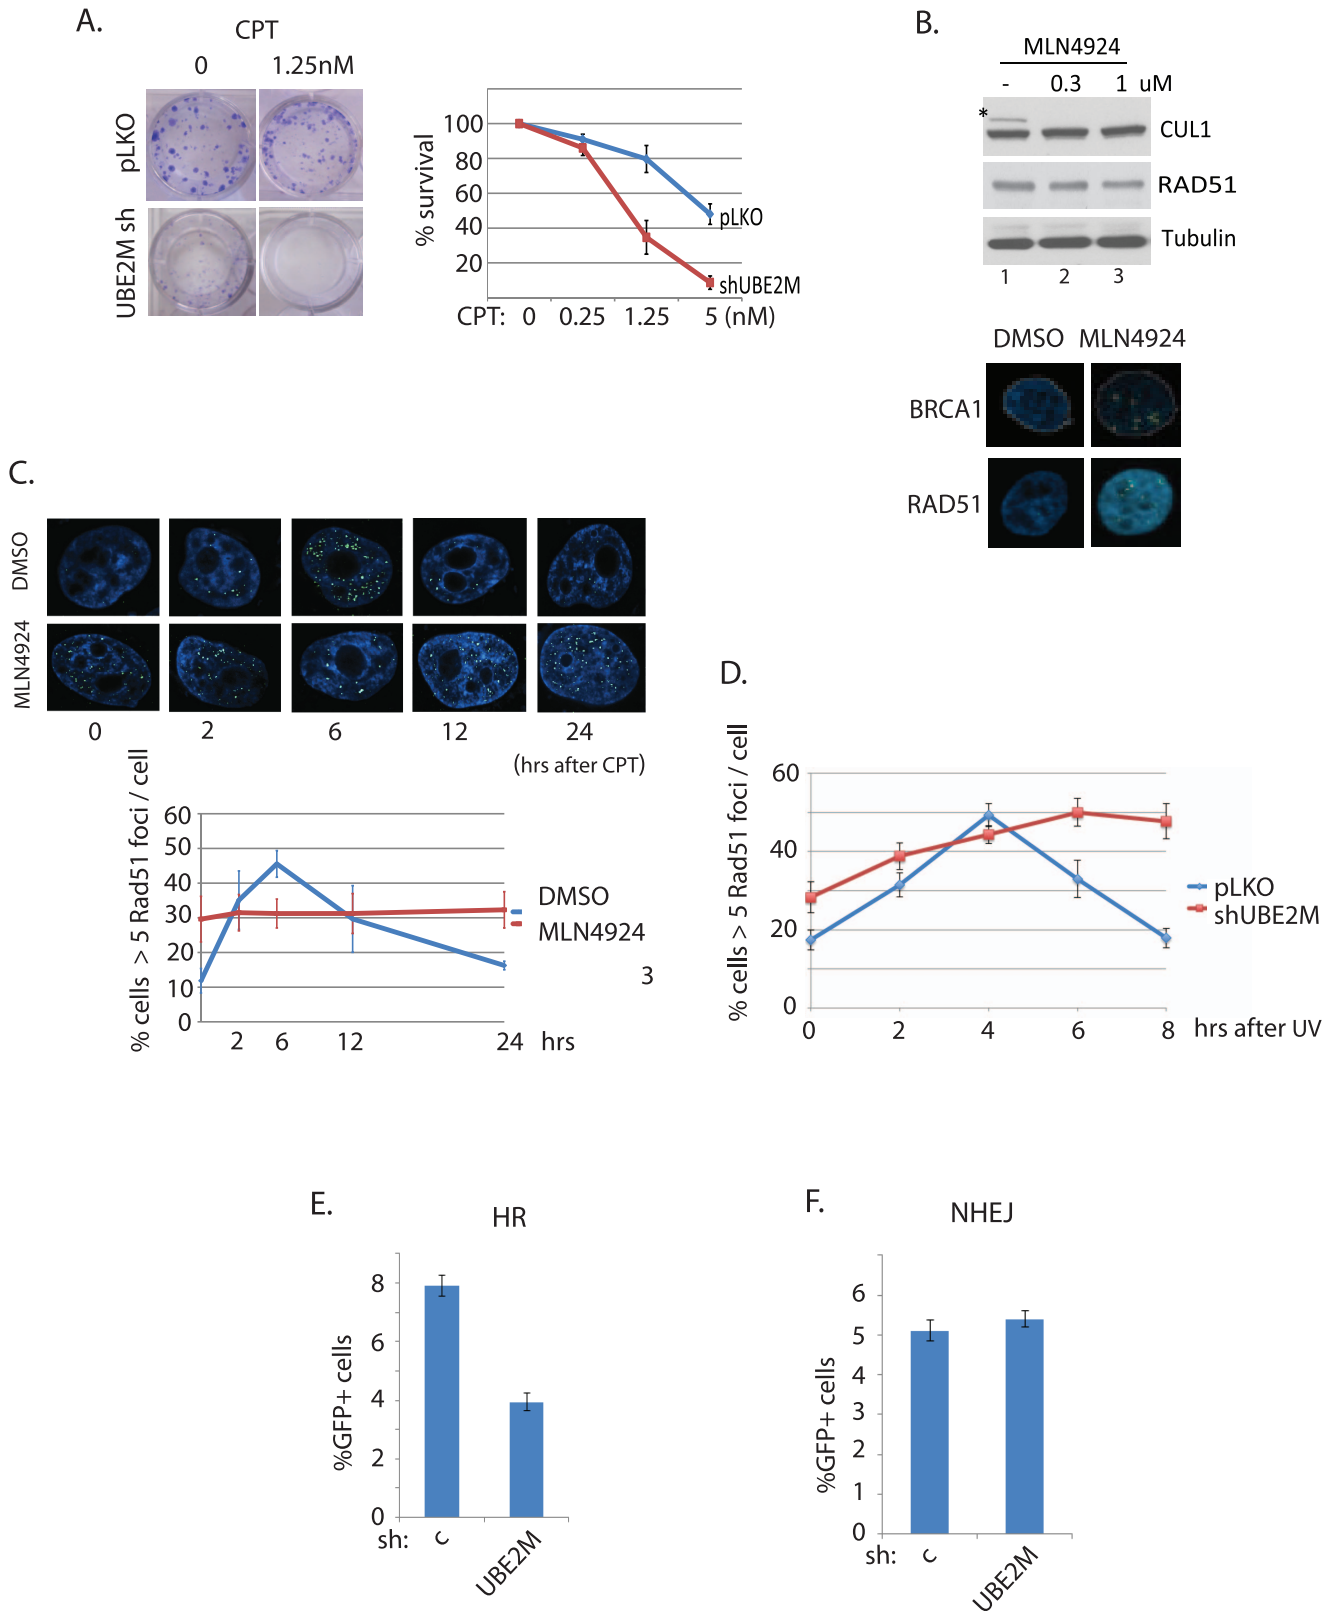 A.
CPT
0 1.25nM
pLKO
UBE2M sh
% survival
100
80
60
40
20
pLKO
shUBE2M
CPT: 0 0.25 1.25 5 (nM)
B.
MLN4924
- 0.3 1 uM
*
CUL1
RAD51
Tubulin
1 2 3
DMSO MLN4924
BRCA1
RAD51
C.
DMSO
MLN4924
0 2 6 12 24
(hrs after CPT)
% cells > 5 Rad51 foci / cell
60
50
40
30
20
10
0
2 6 12 24 hrs
DMSO
MLN4924
3
D.
% cells > 5 Rad51 foci / cell
60
40
20
0
0 2 4 6 8 hrs after UV
pLKO
shUBE2M
E.
HR
%GFP+ cells
8
6
4
2
0
sh: c UBE2M
F.
NHEJ
%GFP+ cells
6
5
4
3
2
1
0
sh: c UBE2M